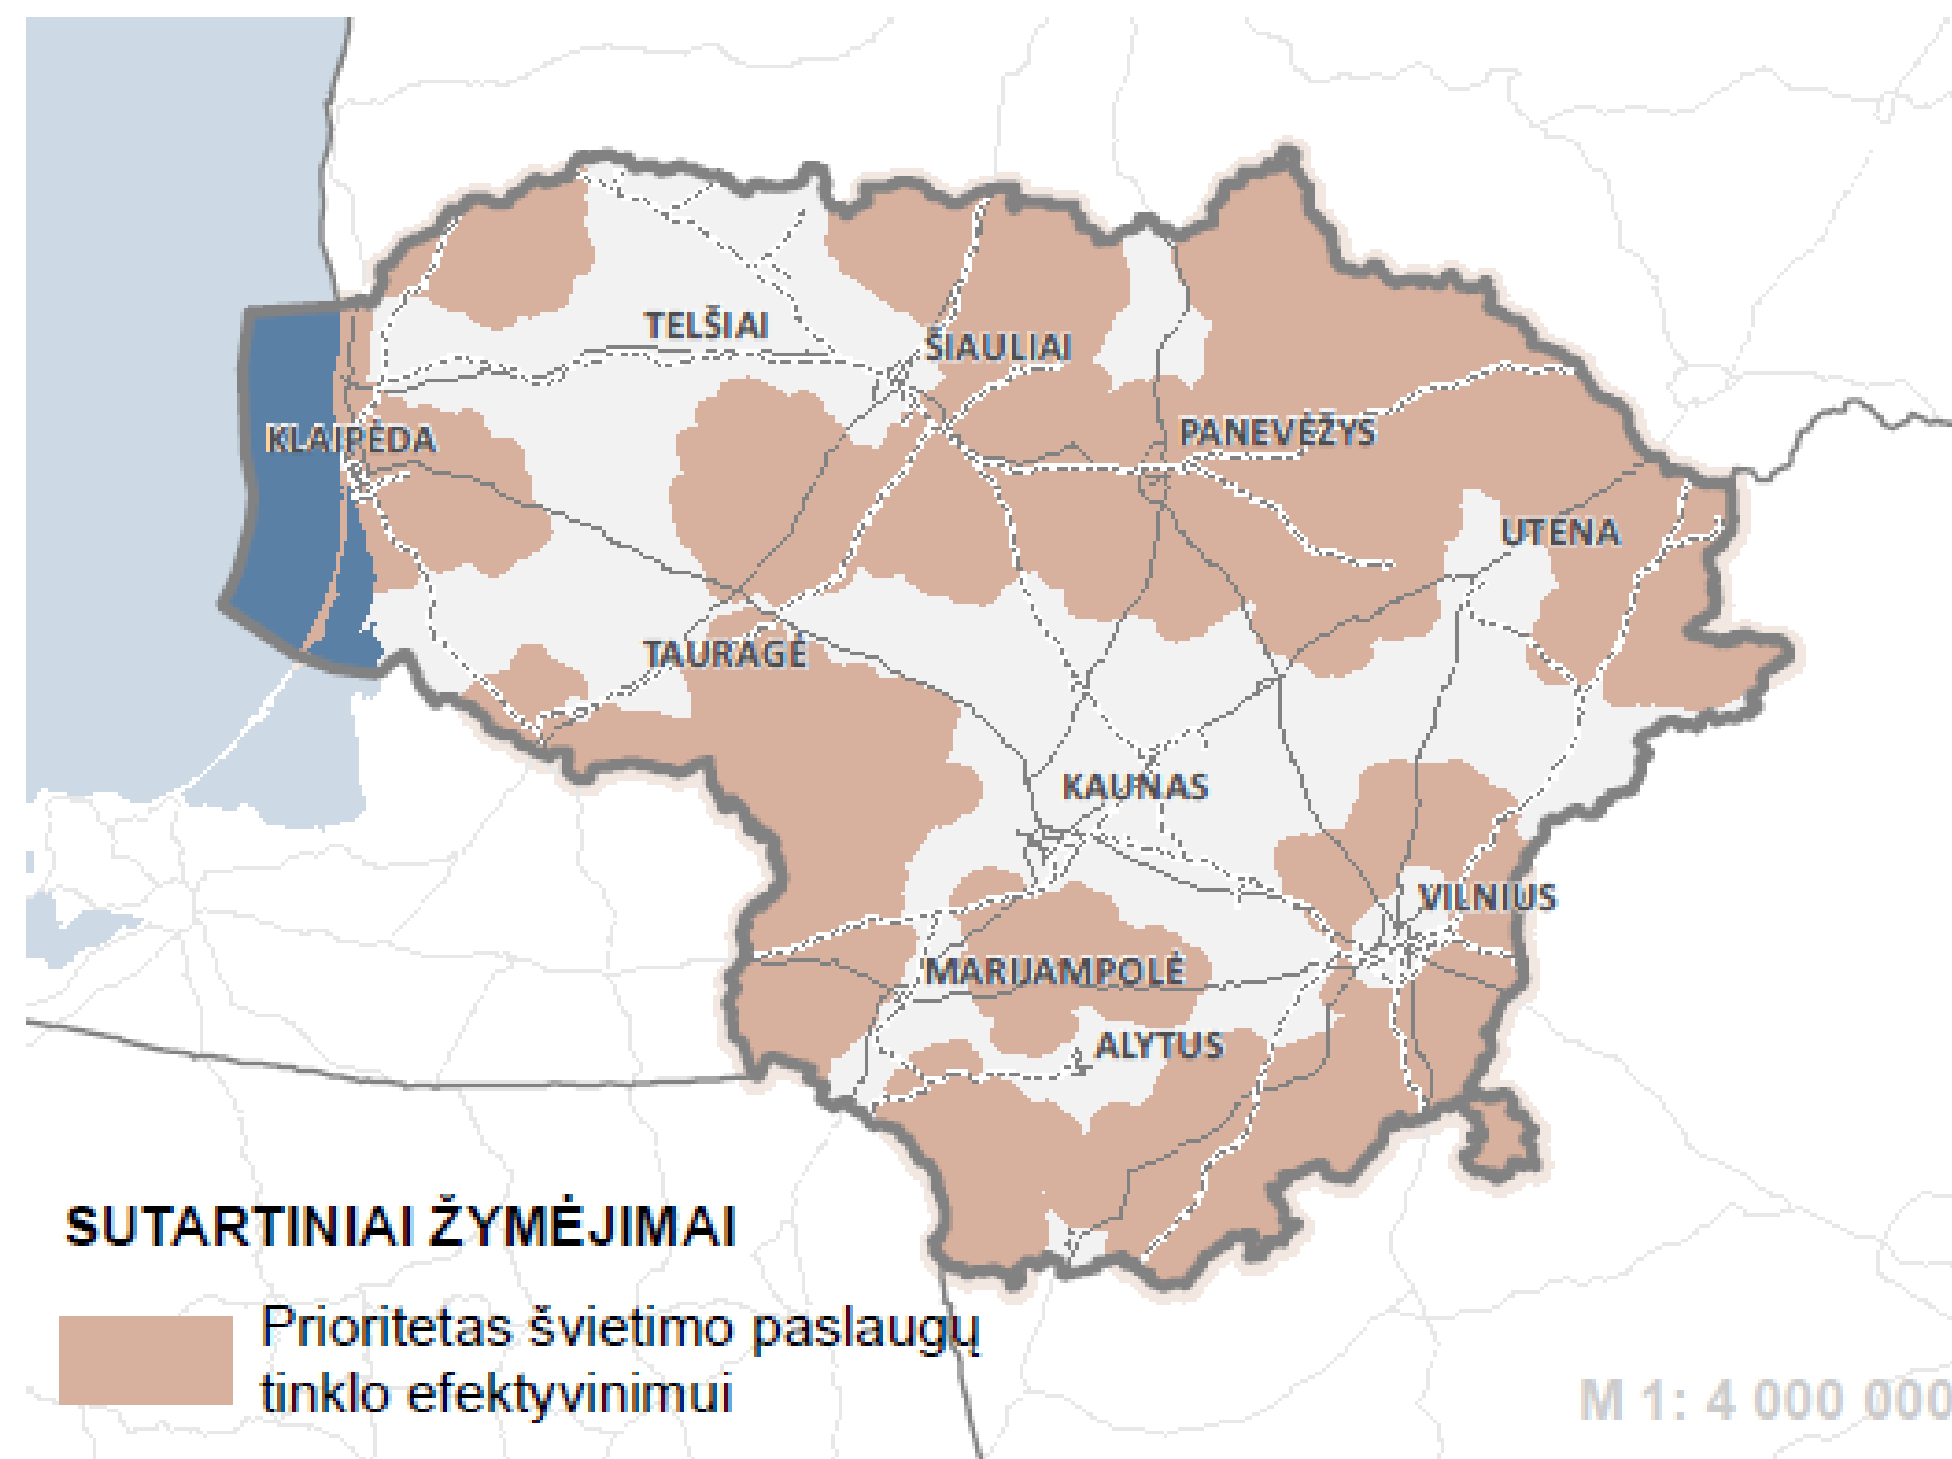 TELŠIAI
ŠIAULIAI
KLAIPĖDA
PANEVĖŽYS
UTENA
TAURAGĖ
KAUNAS
VILNIUS
MARIJAMPOLĖ
ALYTUS
SUTARTINIAI ŽYMĖJIMAI
Prioritetas švietimo paslaugų
tinklo efektyvinimui
M 1: 4 000 000